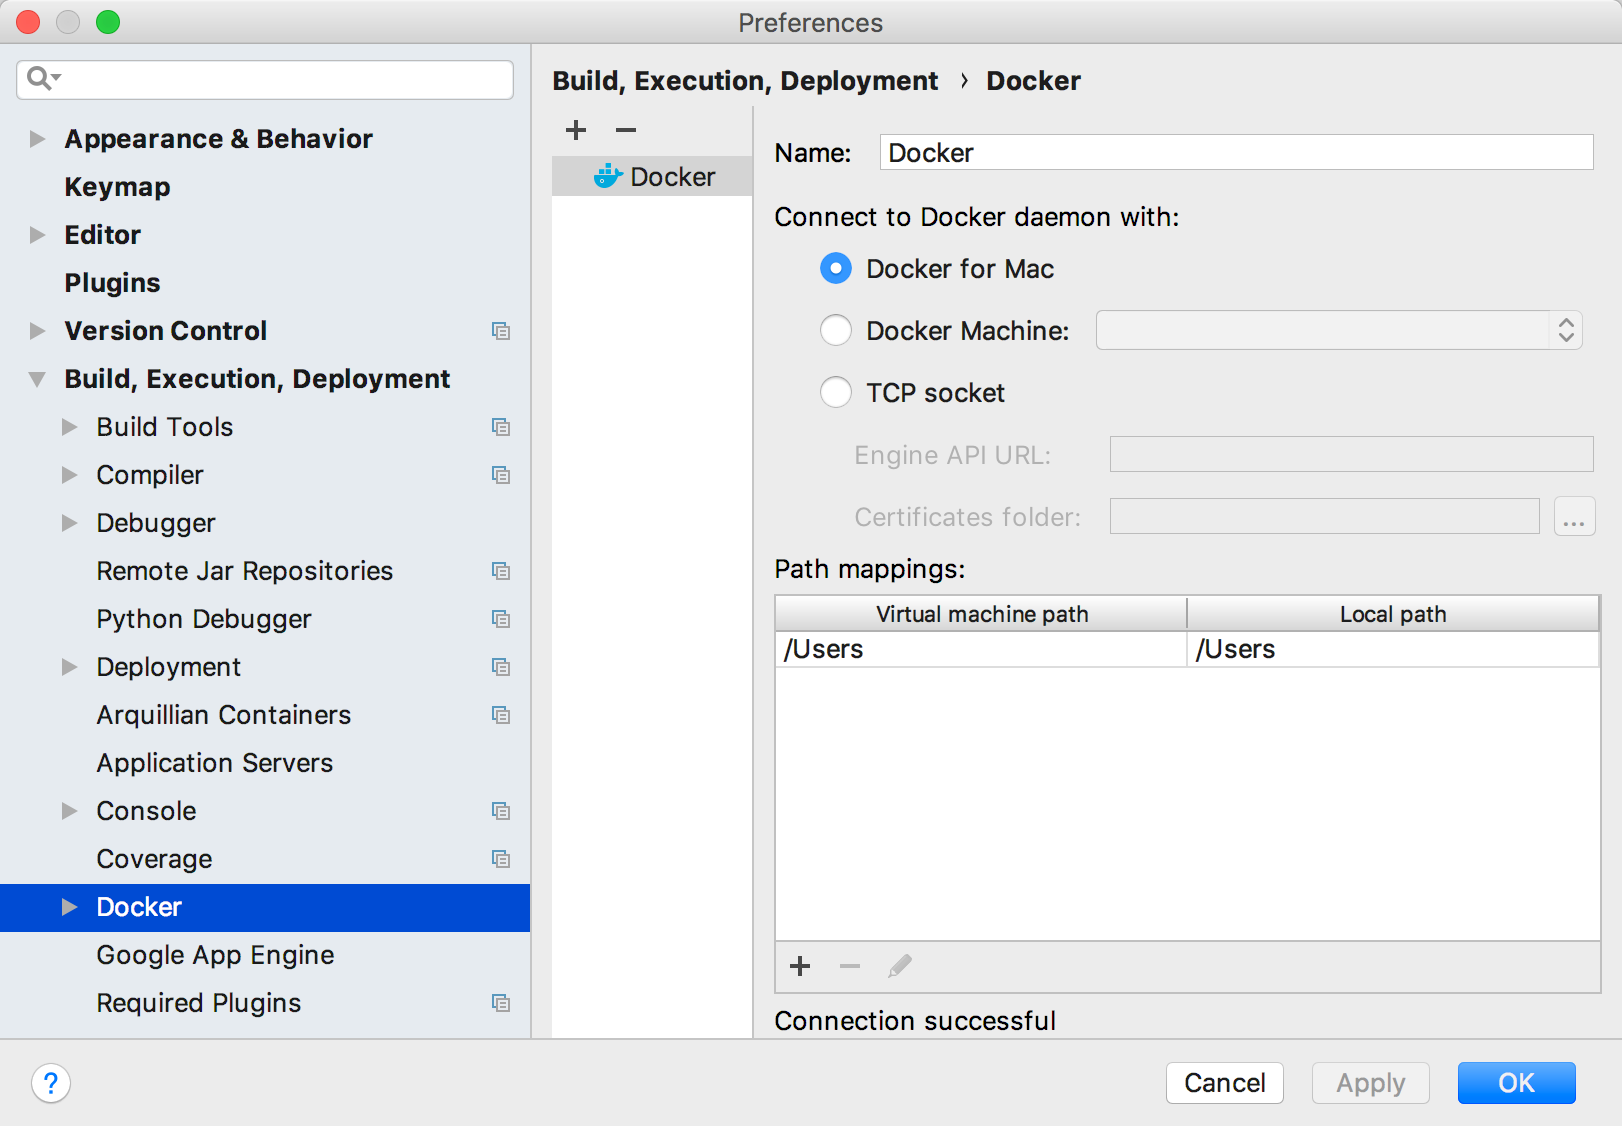 Preferences
Appearance & Behavior
Keymap
Editor
Plugins
Version Control
Build, Execution, Deployment
Build Tools
Compiler
Debugger
Remote Jar Repositories
Python Debugger
Deployment
Arquillian Containers
Application Servers
Console
Coverage
Docker
Google App Engine
Required Plugins
Build, Execution, Deployment › Docker
Docker
Name: Docker
Connect to Docker daemon with:
Docker for Mac
Docker Machine:
TCP socket
Engine API URL:
Certificates folder: ...
Path mappings:
Virtual machine path Local path
/Users /Users
Connection successful
? Cancel Apply OK